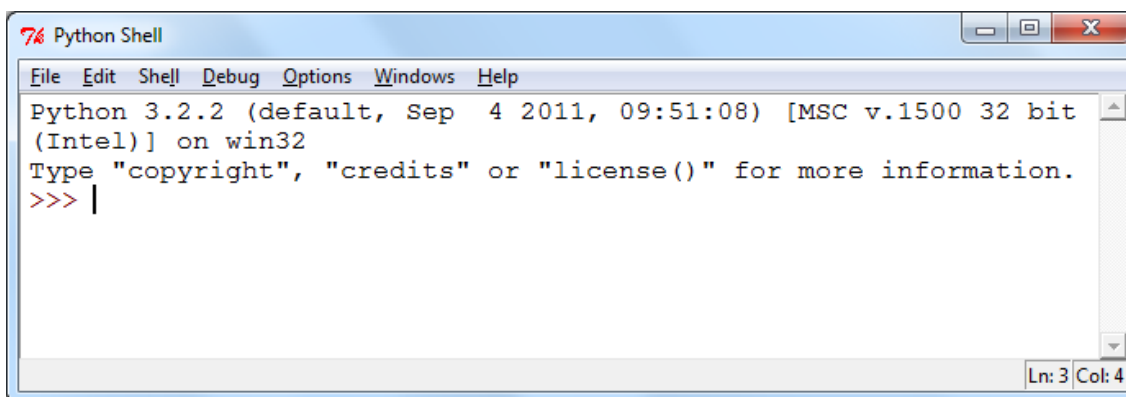 Python Shell
File Edit Shell Debug Options Windows Help
Python 3.2.2 (default, Sep  4 2011, 09:51:08) [MSC v.1500 32 bit
(Intel)] on win32
Type "copyright", "credits" or "license()" for more information.
>>>
Ln: 3 Col: 4